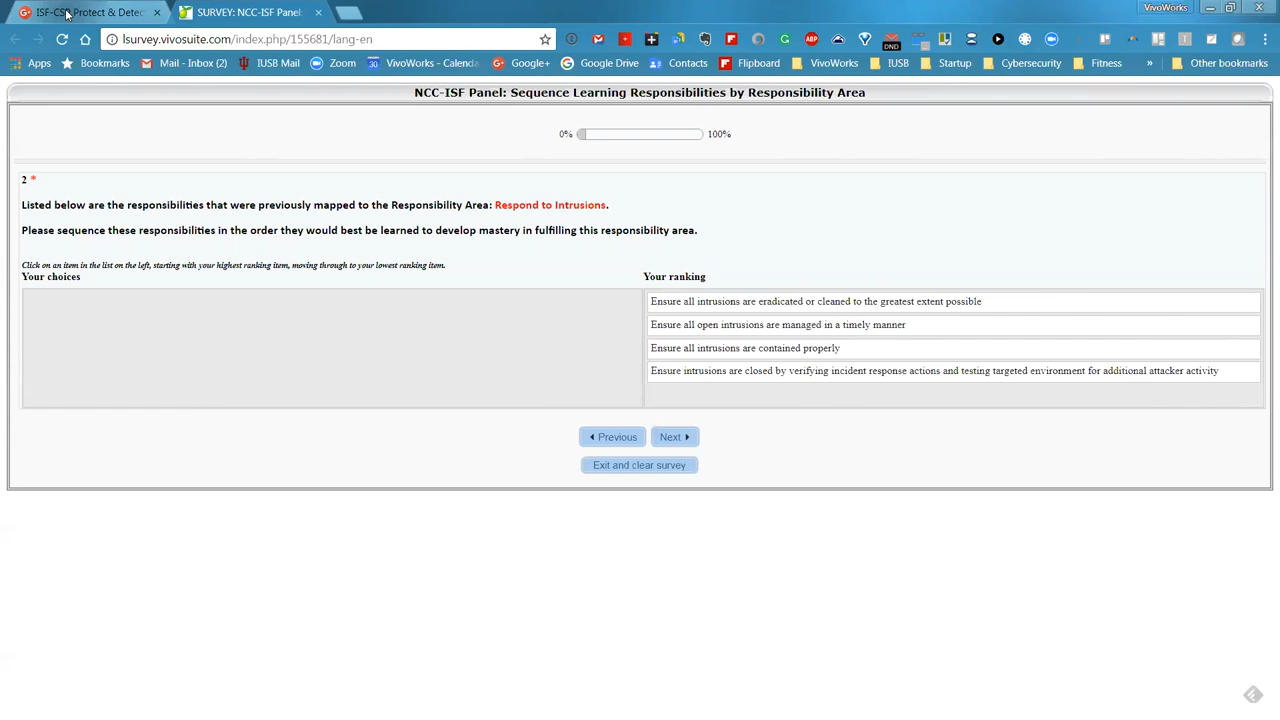 ISF-CSP Protect & Detec
SURVEY: NCC-ISF Panel:
VivoWorks
lsurvey.vivosuite.com/index.php/155681/lang-en
DND
Apps Bookmarks Mail - Inbox (2) IUSB Mail Zoom VivoWorks - Calenda Google+ Google Drive Contacts Flipboard VivoWorks IUSB Startup Cybersecurity Fitness » Other bookmarks
NCC-ISF Panel: Sequence Learning Responsibilities by Responsibility Area
0% 100%
2 *
Listed below are the responsibilities that were previously mapped to the Responsibility Area: Respond to Intrusions.
Please sequence these responsibilities in the order they would best be learned to develop mastery in fulfilling this responsibility area.
Click on an item in the list on the left, starting with your highest ranking item, moving through to your lowest ranking item.
Your choices
Your ranking
Ensure all intrusions are eradicated or cleaned to the greatest extent possible
Ensure all open intrusions are managed in a timely manner
Ensure all intrusions are contained properly
Ensure intrusions are closed by verifying incident response actions and testing targeted environment for additional attacker activity
Previous Next
Exit and clear survey